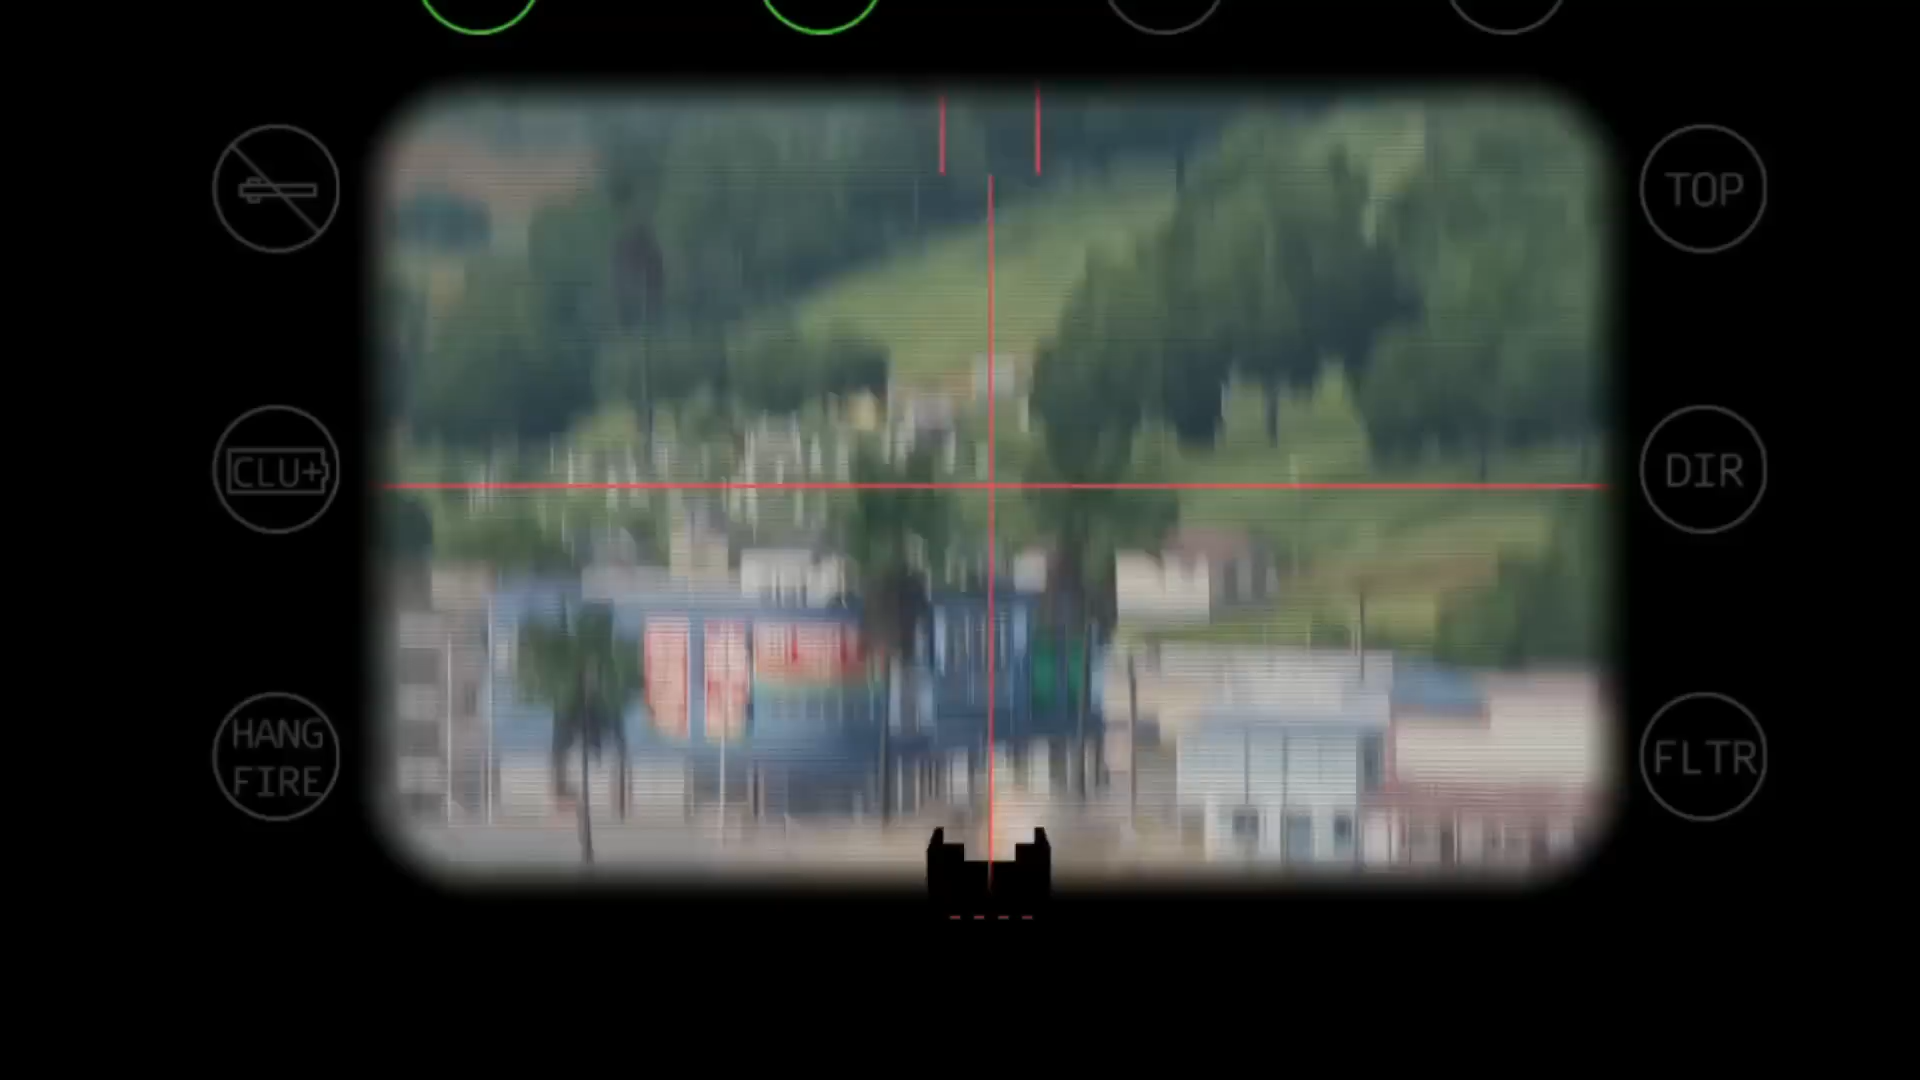 TOP
CLU+
DIR
HANG
FIRE
FLTR